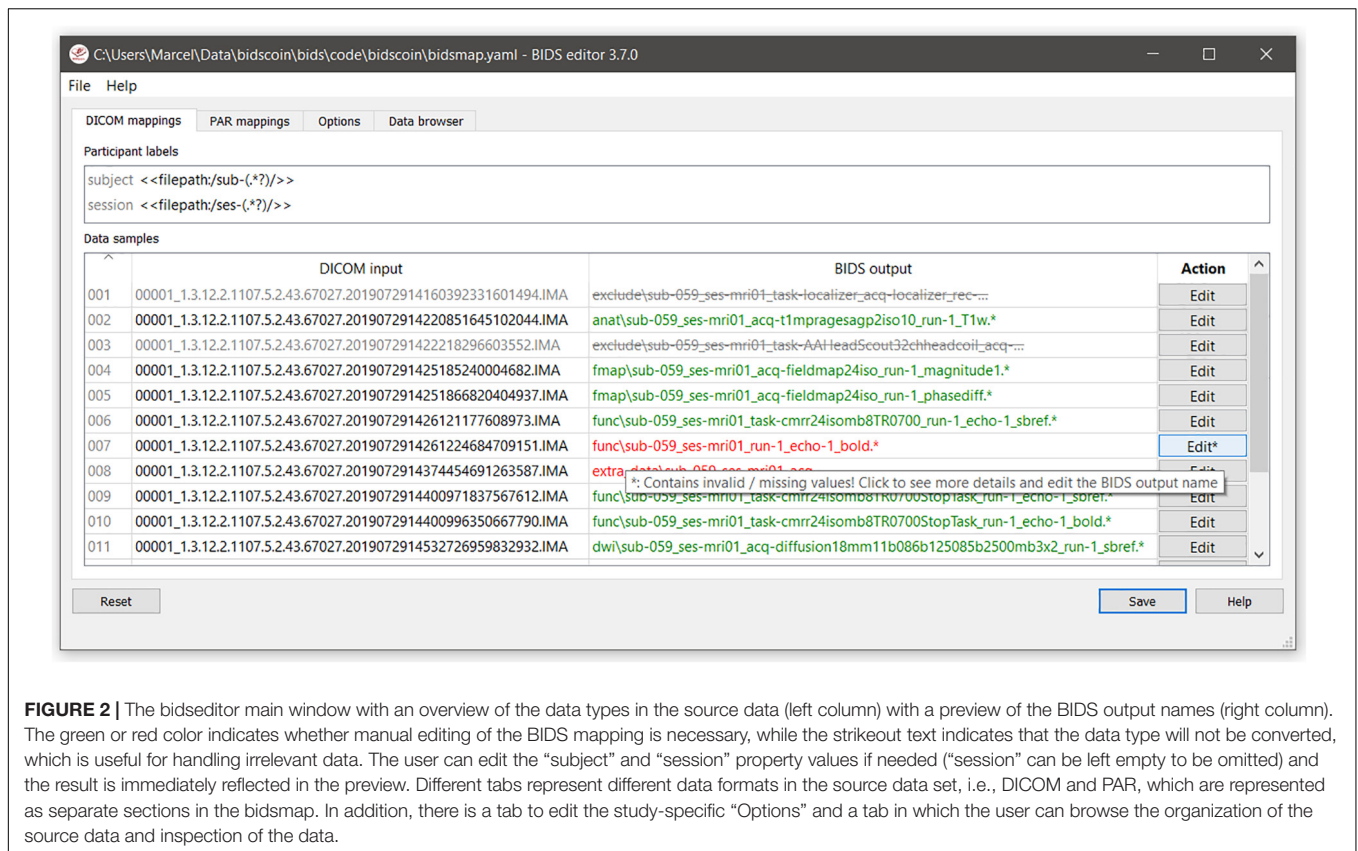 C:\Users\Marcel\Data\bidscoin\bids\code\bidscoin\bidsmap.yaml - BIDS editor 3.7.0
File Help
DICOM mappings PAR mappings Options Data browser
Participant labels
subject <<filepath:/sub-(.*?)/>>
session <<filepath:/ses-(.*?)/>>
Data samples
DICOM input BIDS output Action
001 00001_1.3.12.2.1107.5.2.43.67027.2019072914160392331601494.IMA exclude\sub-059_ses-mri01_task-localizer_acq-localizer_rec-... Edit
002 00001_1.3.12.2.1107.5.2.43.67027.2019072914220851645102044.IMA anat\sub-059_ses-mri01_acq-t1mpragesagp2iso10_run-1_T1w.* Edit
003 00001_1.3.12.2.1107.5.2.43.67027.201907291422218296603552.IMA exclude\sub-059_ses-mri01_task-AAHeadScout32chheadcoil_acq-... Edit
004 00001_1.3.12.2.1107.5.2.43.67027.201907291425185240004682.IMA fmap\sub-059_ses-mri01_acq-fieldmap24iso_run-1_magnitude1.* Edit
005 00001_1.3.12.2.1107.5.2.43.67027.2019072914251866820404937.IMA fmap\sub-059_ses-mri01_acq-fieldmap24iso_run-1_phasediff.* Edit
006 00001_1.3.12.2.1107.5.2.43.67027.201907291426121177608973.IMA func\sub-059_ses-mri01_task-cmrr24isomb8TR0700_run-1_echo-1_sbref.* Edit
007 00001_1.3.12.2.1107.5.2.43.67027.2019072914261224684709151.IMA func\sub-059_ses-mri01_run-1_echo-1_bold.* Edit*
008 00001_1.3.12.2.1107.5.2.43.67027.2019072914374454691263587.IMA extra_data\sub-059_ses-mri01_acq- Edit
*: Contains invalid / missing values! Click to see more details and edit the BIDS output name
009 00001_1.3.12.2.1107.5.2.43.67027.2019072914400971837567612.IMA func\sub-059_ses-mri01_task-cmrr24isomb8TR0700StopTask_run-1_echo-1_sbref.* Edit
010 00001_1.3.12.2.1107.5.2.43.67027.2019072914400996350667790.IMA func\sub-059_ses-mri01_task-cmrr24isomb8TR0700StopTask_run-1_echo-1_bold.* Edit
011 00001_1.3.12.2.1107.5.2.43.67027.2019072914532726959832932.IMA dwi\sub-059_ses-mri01_acq-diffusion18mm11b086b125085b2500mb3x2_run-1_sbref.* Edit
Reset Save Help
FIGURE 2 | The bidseditor main window with an overview of the data types in the source data (left column) with a preview of the BIDS output names (right column).
The green or red color indicates whether manual editing of the BIDS mapping is necessary, while the strikeout text indicates that the data type will not be converted,
which is useful for handling irrelevant data. The user can edit the “subject” and “session” property values if needed (“session” can be left empty to be omitted) and
the result is immediately reflected in the preview. Different tabs represent different data formats in the source data set, i.e., DICOM and PAR, which are represented
as separate sections in the bidsmap. In addition, there is a tab to edit the study-specific “Options” and a tab in which the user can browse the organization of the
source data and inspection of the data.